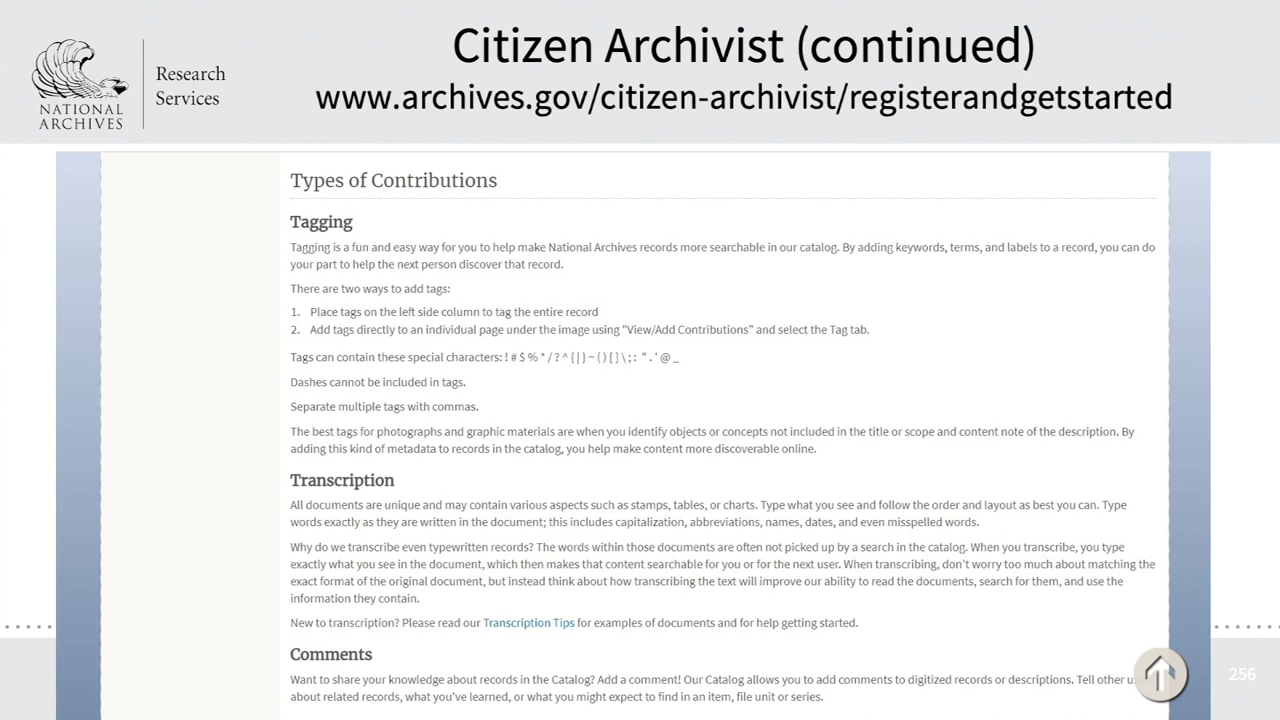 Citizen Archivist (continued)
www.archives.gov/citizen-archivist/registerandgetstarted
NATIONAL
ARCHIVES
Research
Services
Types of Contributions
Tagging
Tagging is a fun and easy way for you to help make National Archives records more searchable in our catalog. By adding keywords, terms, and labels to a record, you can do
your part to help the next person discover that record.
There are two ways to add tags:
1. Place tags on the left side column to tag the entire record
2. Add tags directly to an individual page under the image using "View/Add Contributions" and select the Tag tab.
Tags can contain these special characters: ! # $ % * / ? ^ { | } ~ ( ) [ ] \ ; : " . ' @ _
Dashes cannot be included in tags.
Separate multiple tags with commas.
The best tags for photographs and graphic materials are when you identify objects or concepts not included in the title or scope and content note of the description. By
adding this kind of metadata to records in the catalog, you help make content more discoverable online.
Transcription
All documents are unique and may contain various aspects such as stamps, tables, or charts. Type what you see and follow the order and layout as best you can. Type
words exactly as they are written in the document; this includes capitalization, abbreviations, names, dates, and even misspelled words.
Why do we transcribe even typewritten records? The words within those documents are often not picked up by a search in the catalog. When you transcribe, you type
exactly what you see in the document, which then makes that content searchable for you or for the next user. When transcribing, don't worry too much about matching the
exact format of the original document, but instead think about how transcribing the text will improve our ability to read the documents, search for them, and use the
information they contain.
New to transcription? Please read our Transcription Tips for examples of documents and for help getting started.
Comments
Want to share your knowledge about records in the Catalog? Add a comment! Our Catalog allows you to add comments to digitized records or descriptions. Tell other
about related records, what you've learned, or what you might expect to find in an item, file unit or series.
256